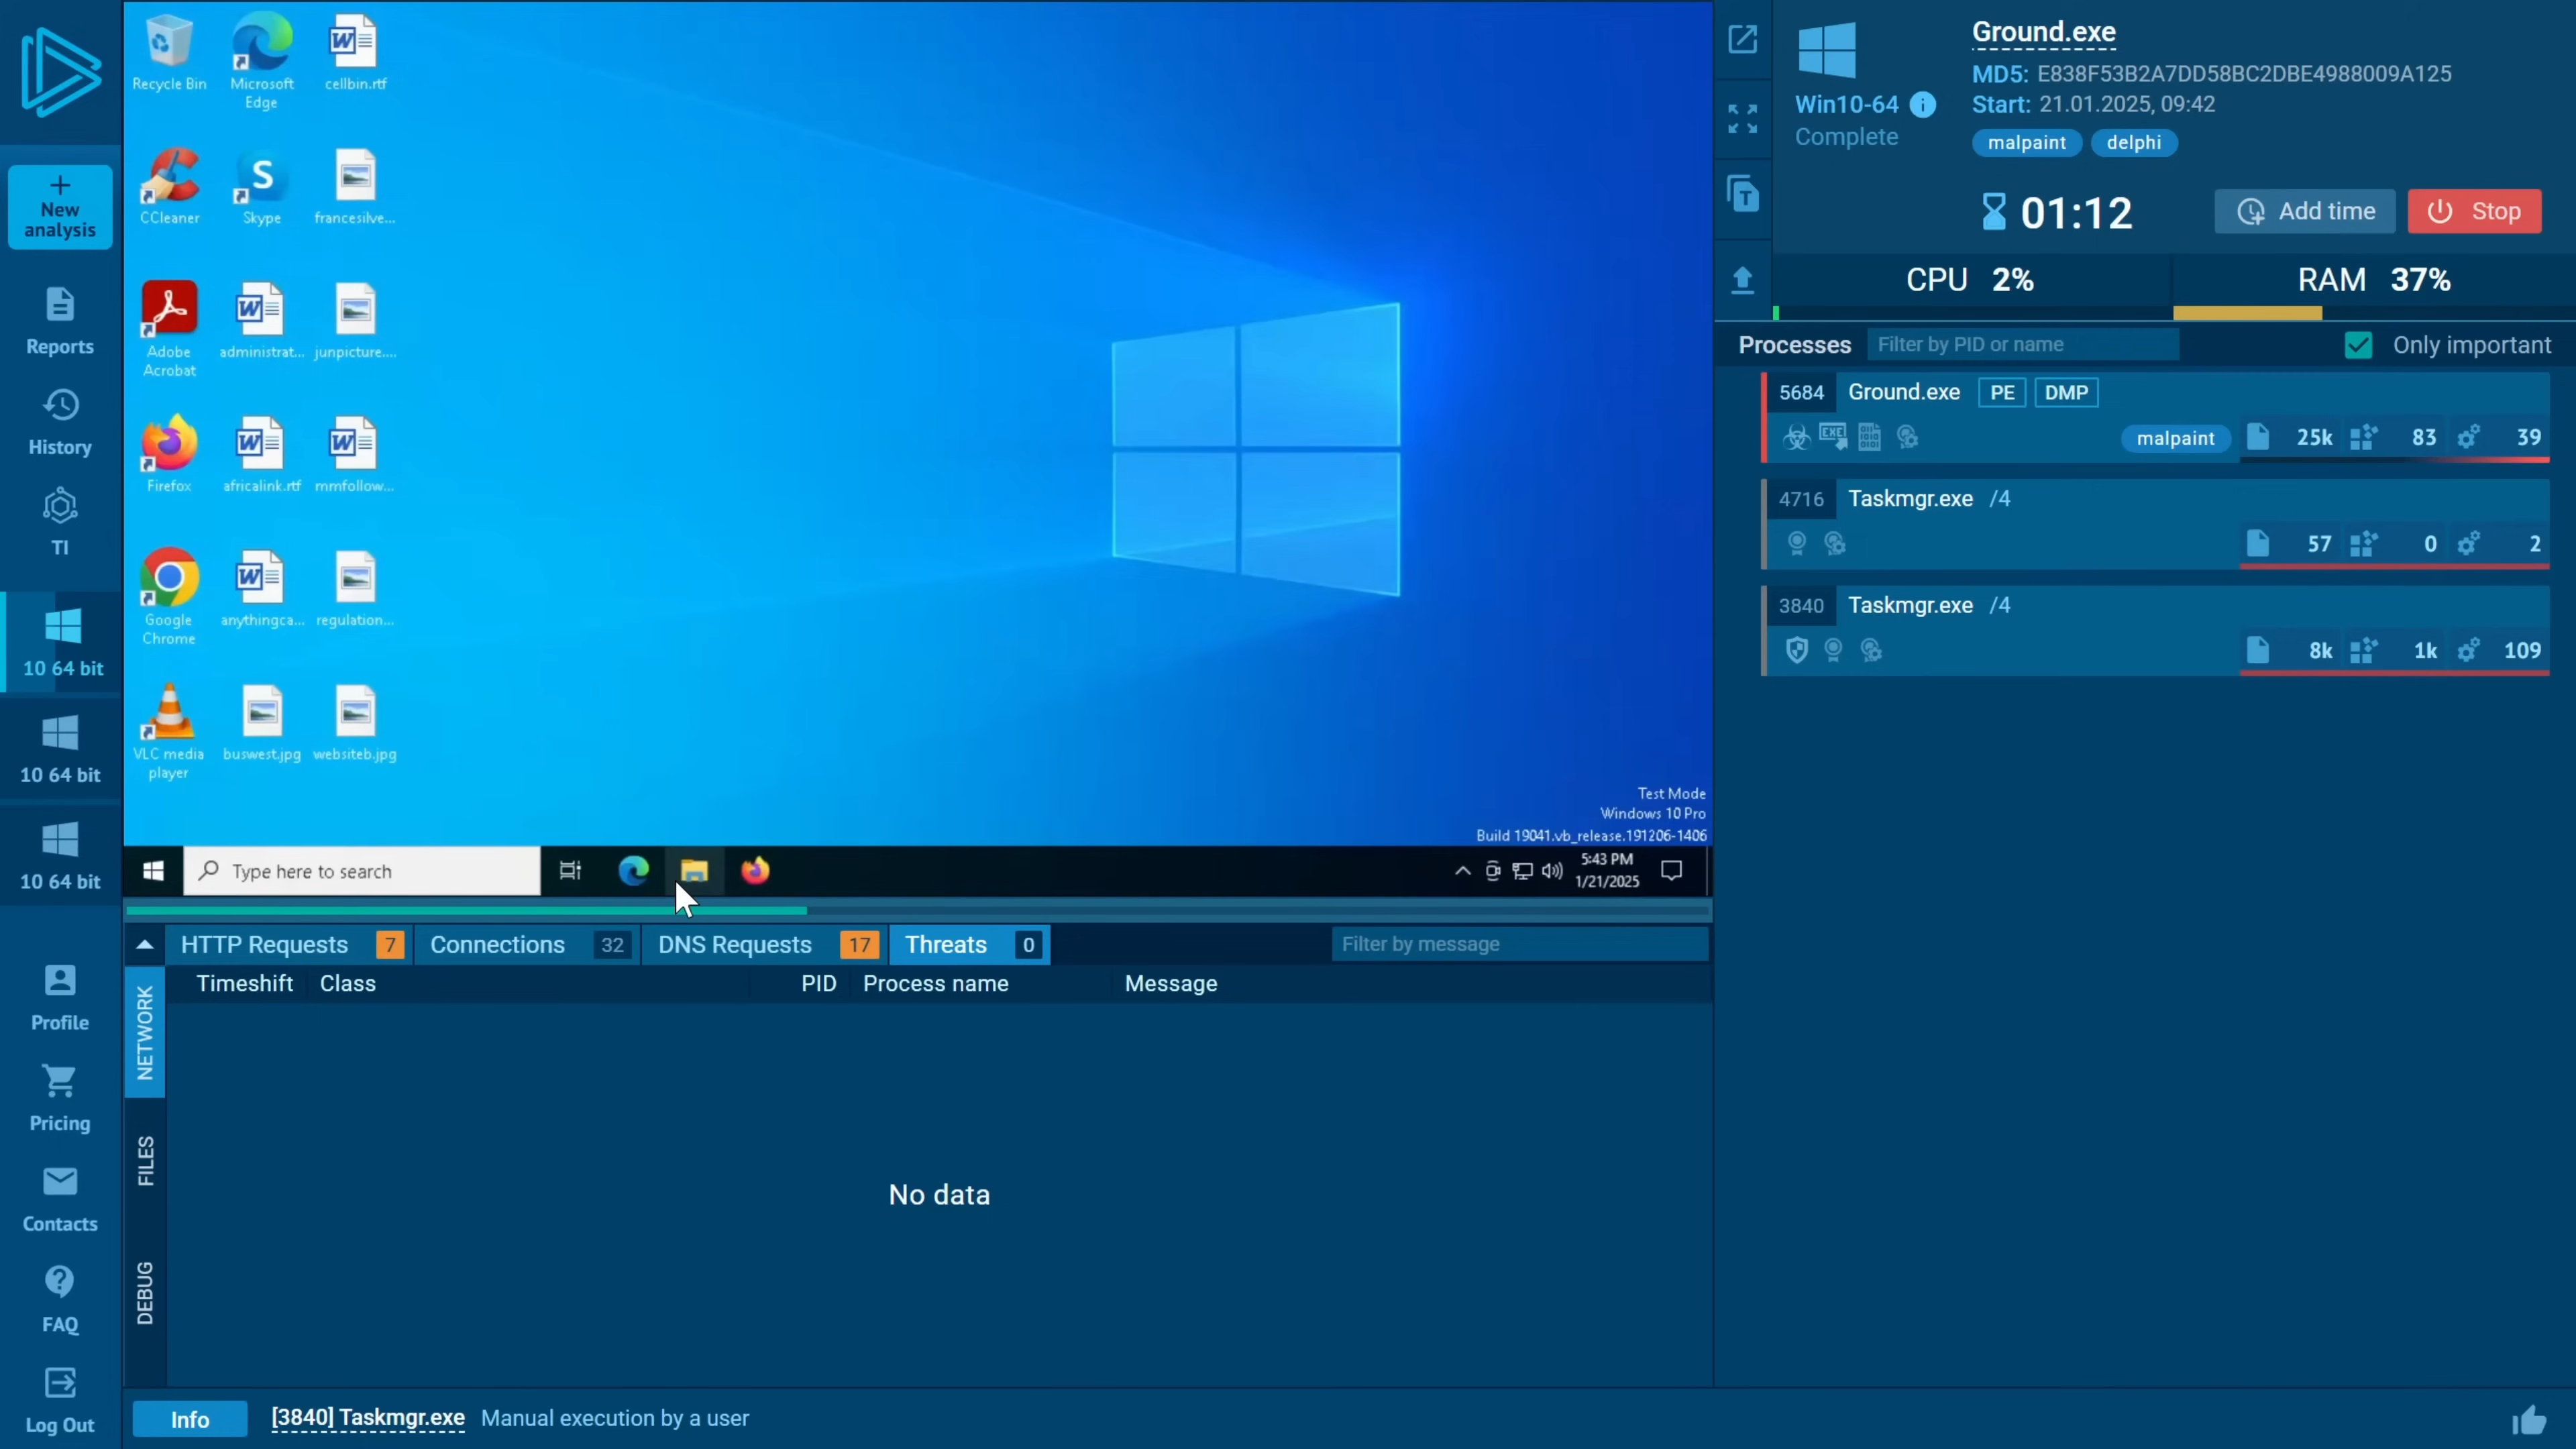 New
analysis
Reports
History
TI
10 64 bit
10 64 bit
10 64 bit
Profile
Pricing
Contacts
FAQ
Log Out
Recycle Bin
Microsoft
Edge
cellbin.rtf
CCleaner
Skype
francesilve...
Adobe
Acrobat
administrat...
junpicture....
Firefox
africalink.rtf
mmfollow...
Google
Chrome
anythingca...
regulation...
VLC media
player
buswest.jpg
websiteb.jpg
Test Mode
Windows 10 Pro
Build 19041.vb_release.191206-1406
Type here to search
5:43 PM
1/21/2025
HTTP Requests 7
Connections 32
DNS Requests 17
Threats 0
Filter by message
Timeshift Class PID Process name Message
NETWORK
FILES
DEBUG
No data
Info
[3840] Taskmgr.exe Manual execution by a user
Win10-64
Complete
Ground.exe
MD5: E838F53B2A7DD58BC2DBE4988009A125
Start: 21.01.2025, 09:42
malpaint delphi
01:12
Add time
Stop
CPU 2%
RAM 37%
Processes
Filter by PID or name
Only important
5684 Ground.exe PE DMP
EXE
malpaint 25k 83 39
4716 Taskmgr.exe /4
57 0 2
3840 Taskmgr.exe /4
8k 1k 109